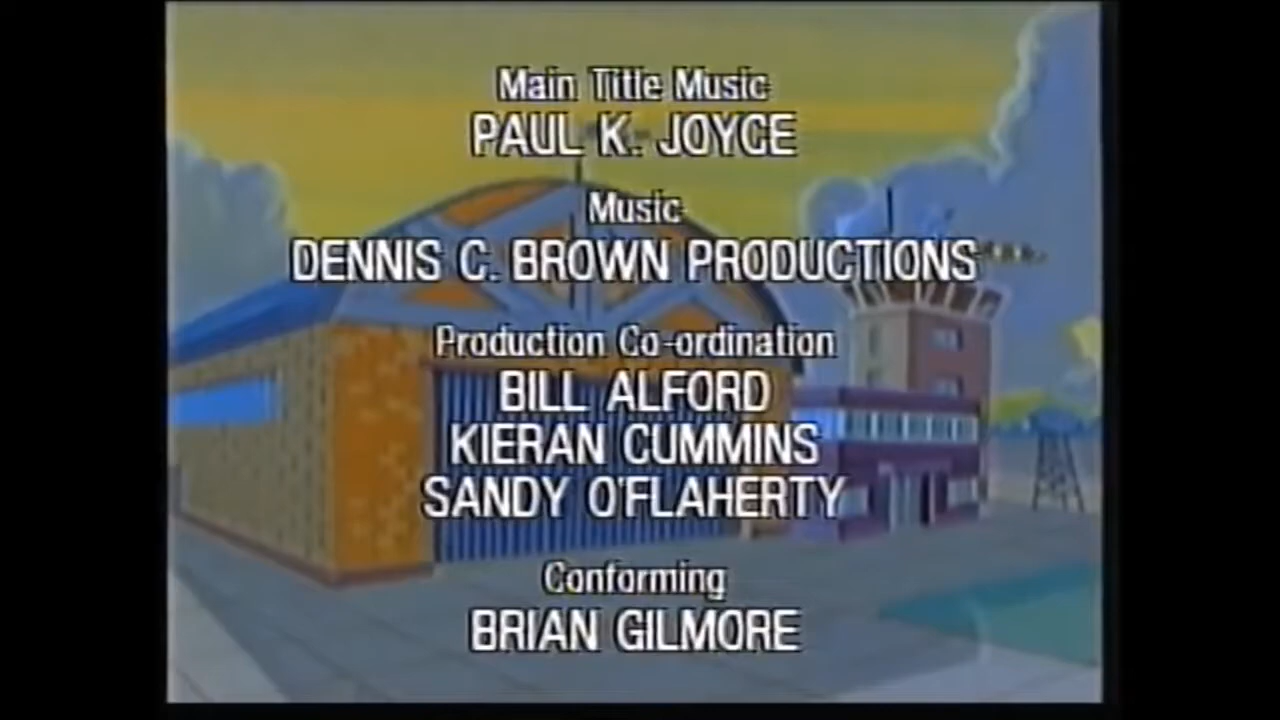 Main Title Music
PAUL K. JOYCE
Music
DENNIS C. BROWN PRODUCTIONS
Production Co-ordination
BILL ALFORD
KIERAN CUMMINS
SANDY O'FLAHERTY
Conforming
BRIAN GILMORE